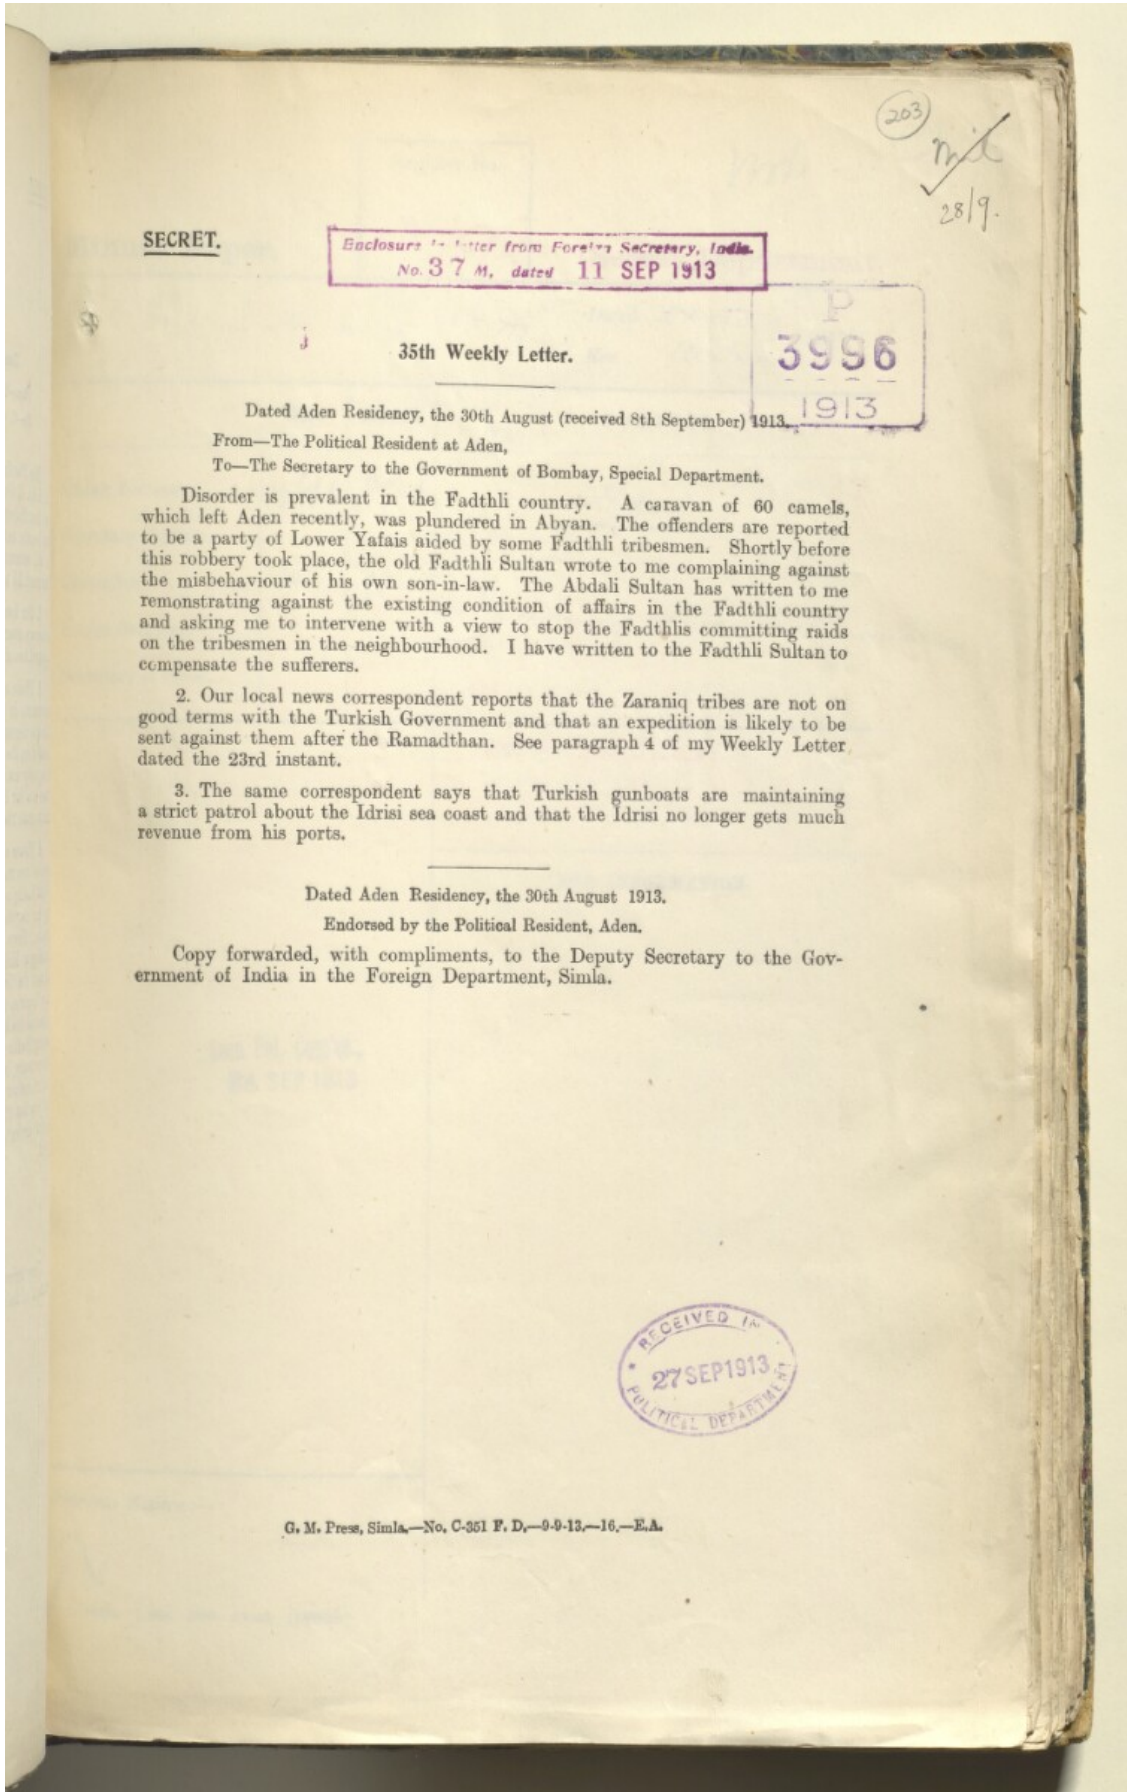 203
28/9.
SECRET.
Enclosure in letter from Foreign Secretary, India.
No. 37 M, dated 11 SEP 1913
P
3996
1913
35th Weekly Letter.
Dated Aden Residency, the 30th August (received 8th September) 1913.
From—The Political Resident at Aden,
To—The Secretary to the Government of Bombay, Special Department.
Disorder is prevalent in the Fadthli country. A caravan of 60 camels,
which left Aden recently, was plundered in Abyan. The offenders are reported
to be a party of Lower Yafais aided by some Fadthli tribesmen. Shortly before
this robbery took place, the old Fadthli Sultan wrote to me complaining against
the misbehaviour of his own son-in-law. The Abdali Sultan has written to me
remonstrating against the existing condition of affairs in the Fadthli country
and asking me to intervene with a view to stop the Fadthlis committing raids
on the tribesmen in the neighbourhood. I have written to the Fadthli Sultan to
compensate the sufferers.
2. Our local news correspondent reports that the Zaraniq tribes are not on
good terms with the Turkish Government and that an expedition is likely to be
sent against them after the Ramadthan. See paragraph 4 of my Weekly Letter
dated the 23rd instant.
3. The same correspondent says that Turkish gunboats are maintaining
a strict patrol about the Idrisi sea coast and that the Idrisi no longer gets much
revenue from his ports.
Dated Aden Residency, the 30th August 1913.
Endorsed by the Political Resident, Aden.
Copy forwarded, with compliments, to the Deputy Secretary to the Gov-
ernment of India in the Foreign Department, Simla.
RECEIVED IN
27 SEP 1913
POLITICAL DEPARTMENT
G. M. Press, Simla.—No. C-351 F. D.—9-9-13.—16.—E.A.